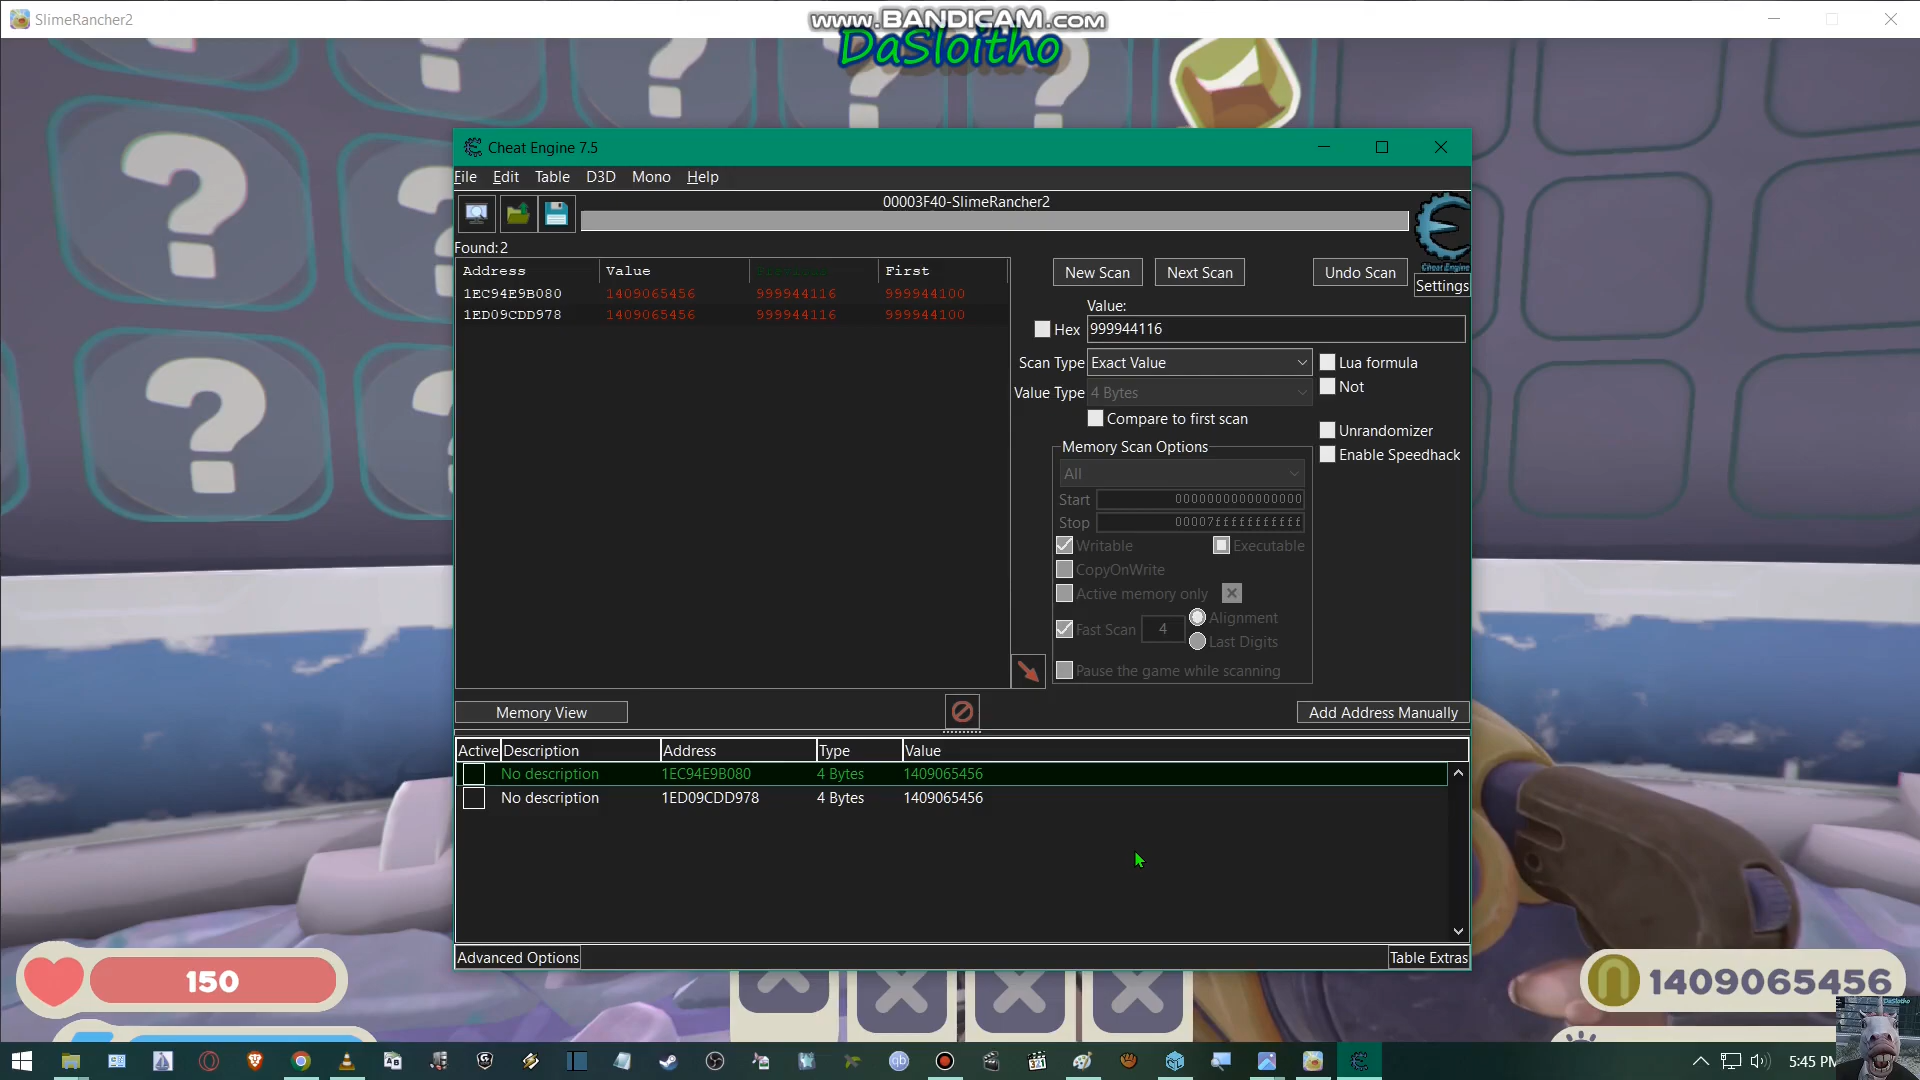 SlimeRancher2
www.BANDICAM.com
DaSloitho
Cheat Engine 7.5
File Edit Table D3D Mono Help
00003F40-SlimeRancher2
Found:2
Address Value First
1EC94E9B080 1409065456 999944116 999944100
1ED09CDD978 1409065456 999944116 999944100
New Scan Next Scan Undo Scan
Cheat Engine
Settings
Value:
Hex 999944116
Scan Type Exact Value Lua formula
Not
Value Type 4 Bytes
Compare to first scan
Unrandomizer
Memory Scan Options
Enable Speedhack
All
Start 0000000000000000
Stop 00007fffffffffff
Writable Executable
CopyOnWrite
Active memory only
Fast Scan 4 Alignment
Last Digits
Pause the game while scanning
Memory View Add Address Manually
Active Description Address Type Value
No description 1EC94E9B080 4 Bytes 1409065456
No description 1ED09CDD978 4 Bytes 1409065456
Advanced Options Table Extras
150
1409065456
5:45 PM